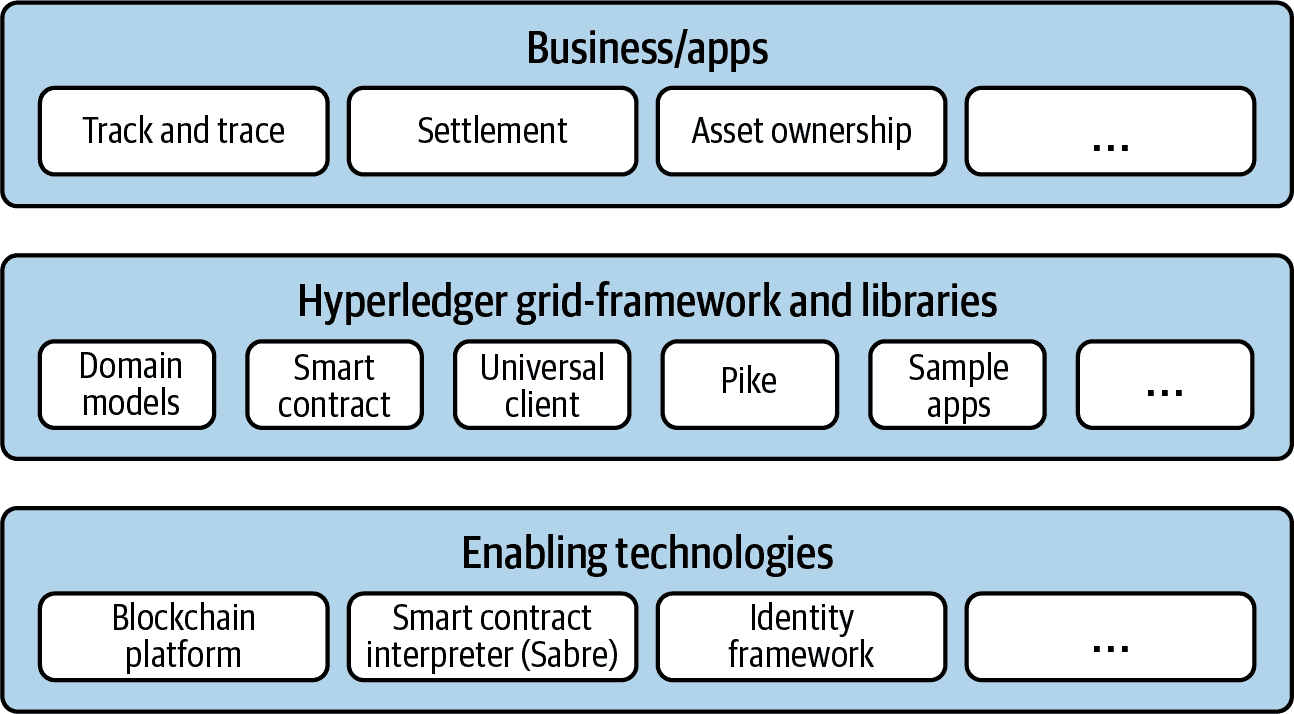 Business/apps
Track and trace
Settlement
Asset ownership
...
Hyperledger grid-framework and libraries
Domain
models
Smart
contract
Universal
client
Pike
Sample
apps
...
Enabling technologies
Blockchain
platform
Smart contract
interpreter (Sabre)
Identity
framework
...